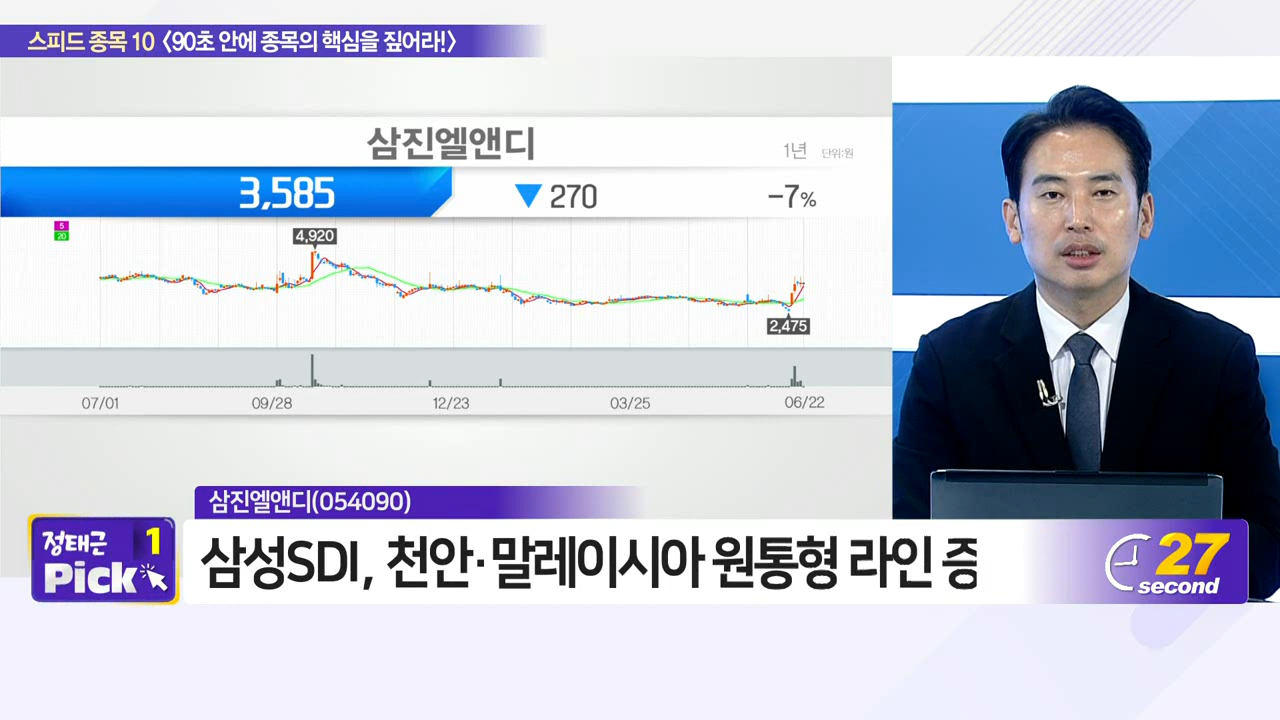 스피드 종목 10 <90초 안에 종목의 핵심을 짚어라!>
삼진엘앤디
1년 단위:원
3,585 ▼ 270 -7%
5
20
4,920
2,475
07/01 09/28 12/23 03/25 06/22
삼진엘앤디(054090)
정태근 1
Pick
삼성SDI, 천안·말레이시아 원통형 라인 증
27
second